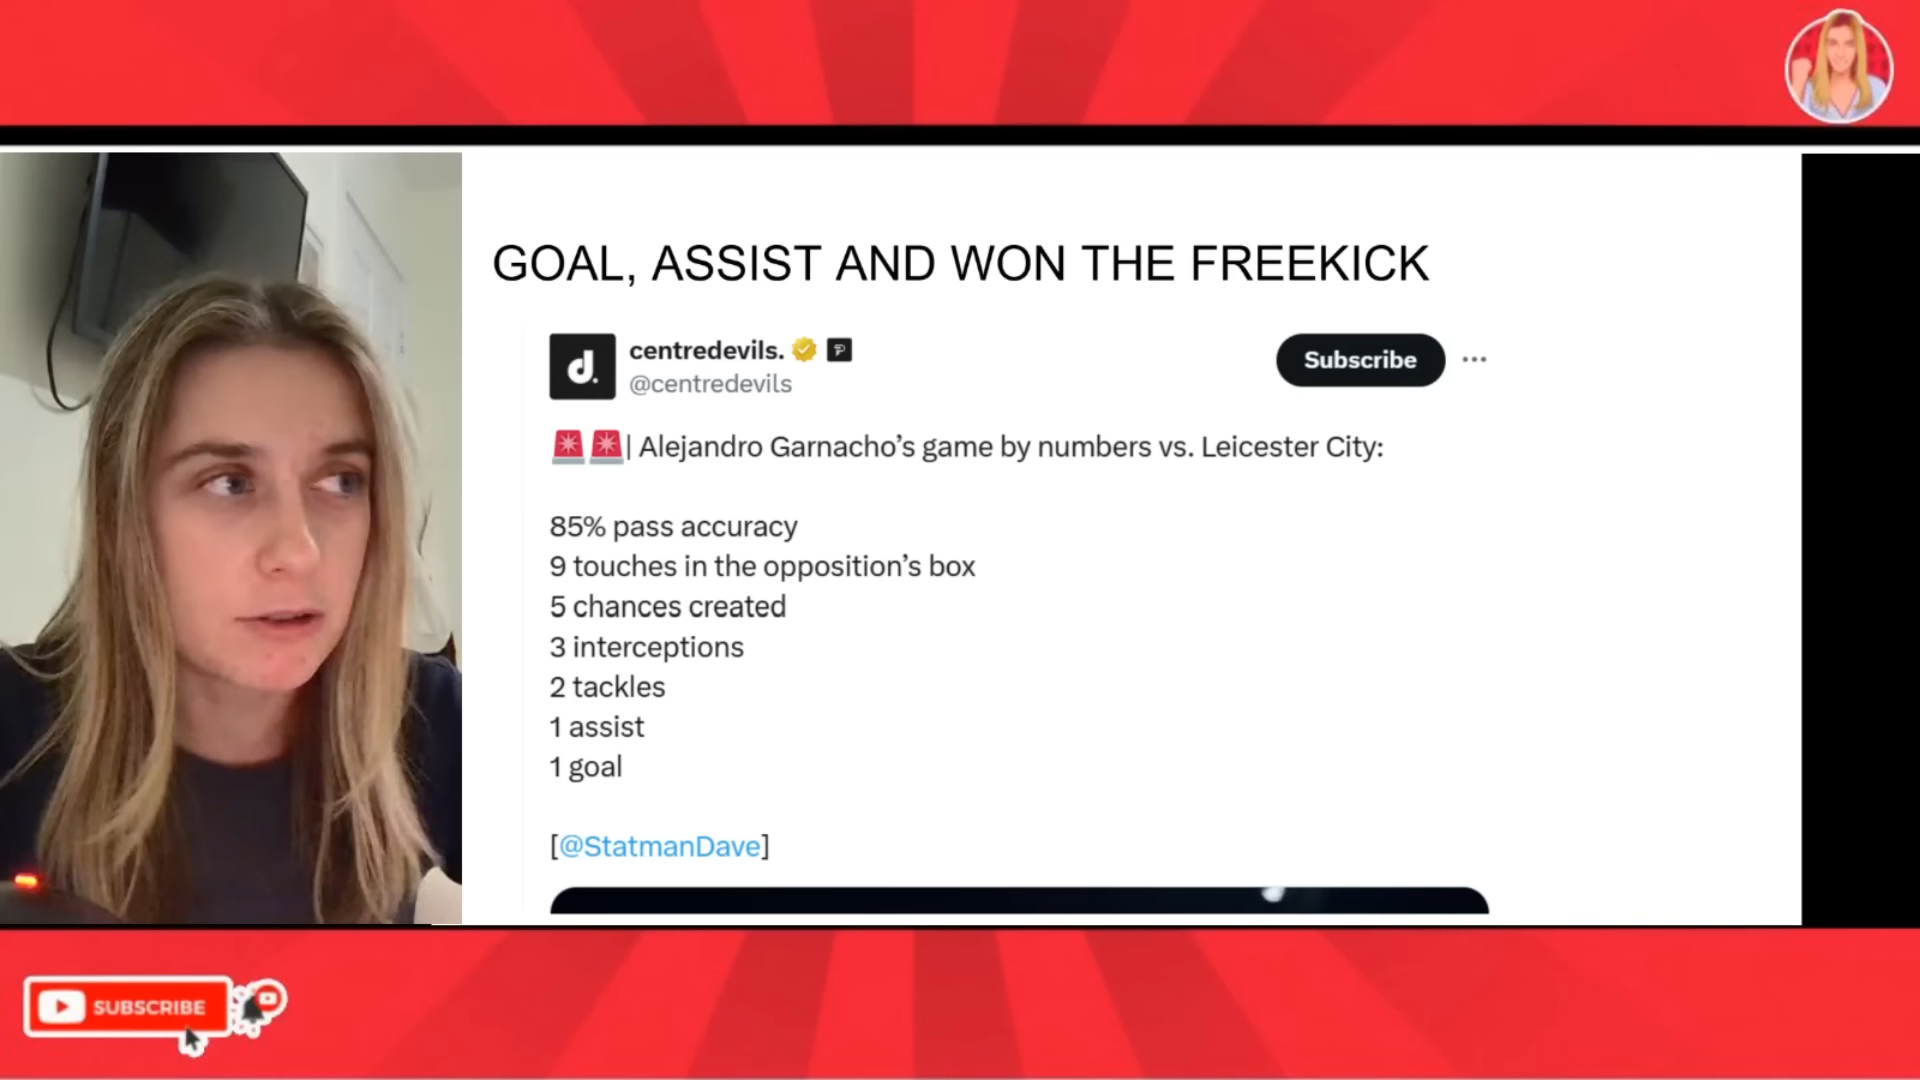 GOAL, ASSIST AND WON THE FREEKICK
d. centredevils.
@centredevils
Subscribe
| Alejandro Garnacho’s game by numbers vs. Leicester City:
85% pass accuracy
9 touches in the opposition’s box
5 chances created
3 interceptions
2 tackles
1 assist
1 goal
[@StatmanDave]
SUBSCRIBE